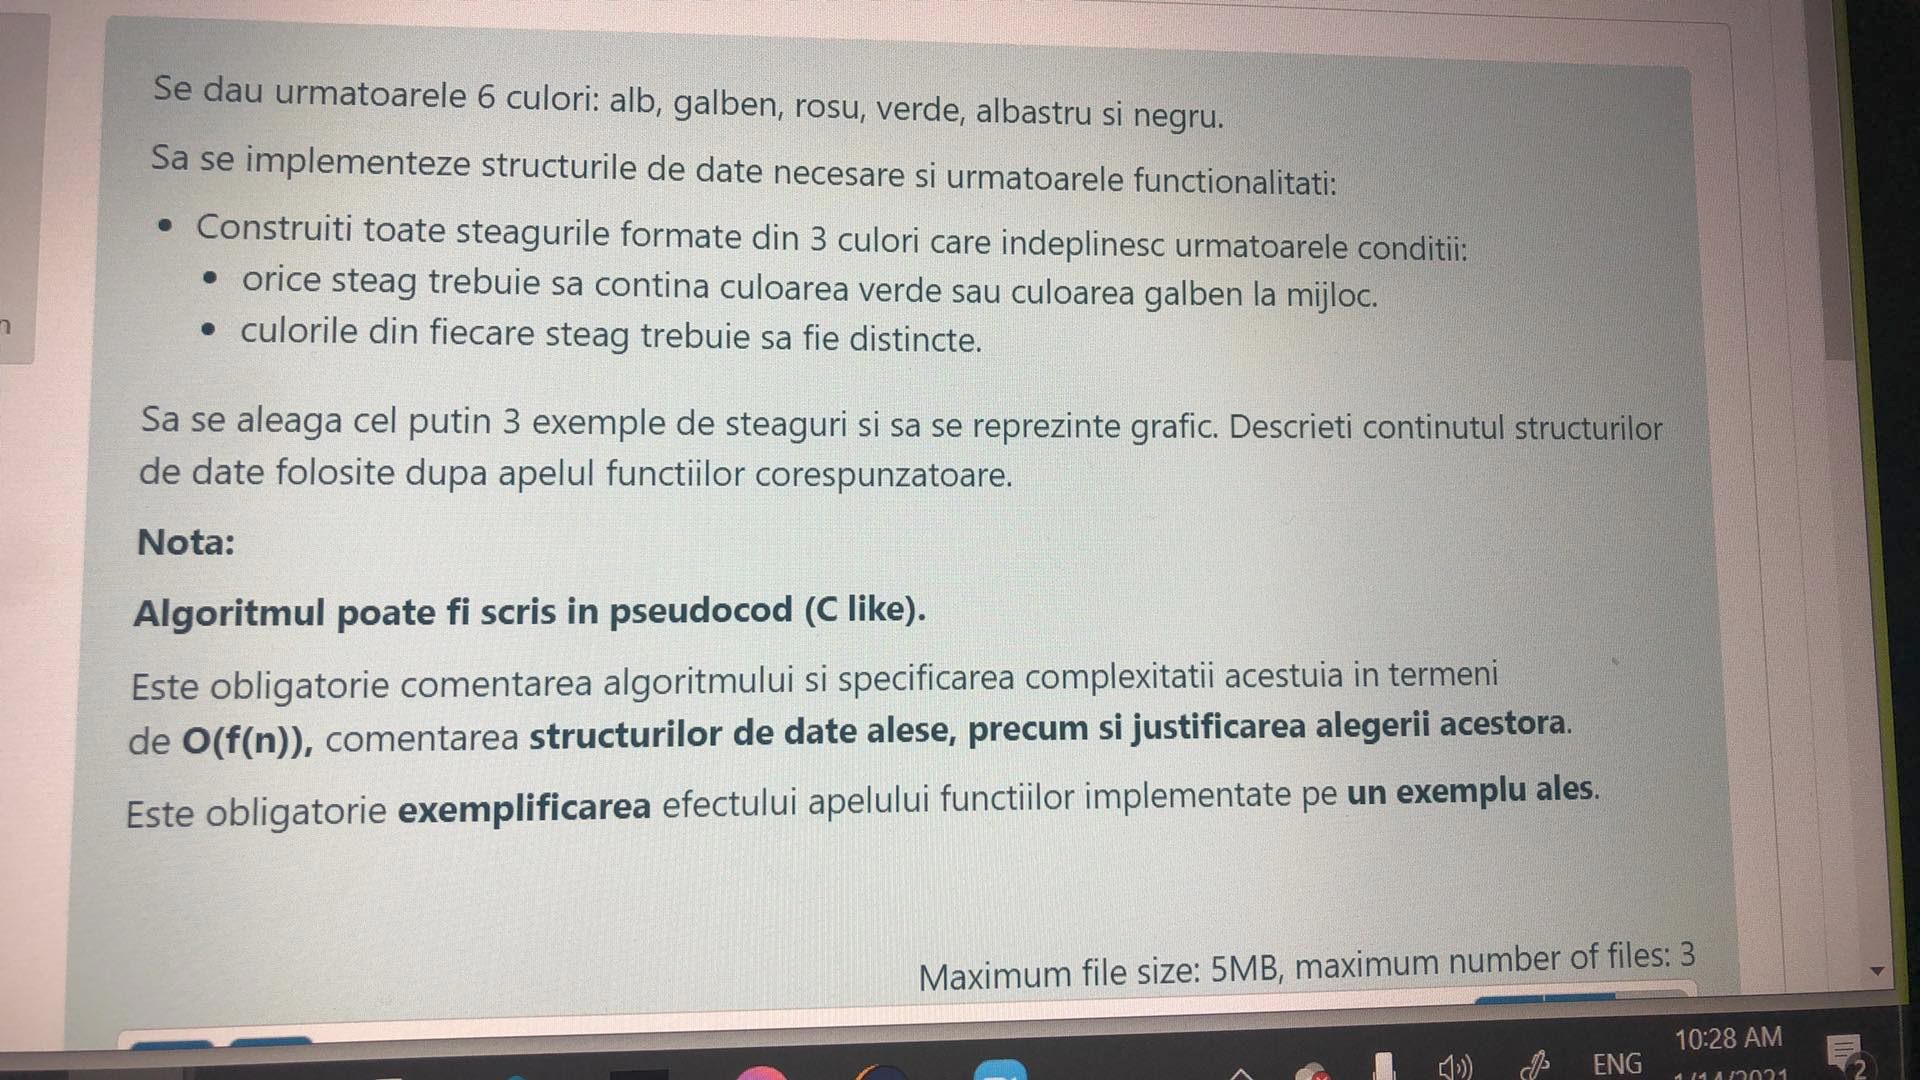 Se dau urmatoarele 6 culori: alb, galben, rosu, verde, albastru si negru.
Sa se implementeze structurile de date necesare si urmatoarele functionalitati:
• Construiti toate steagurile formate din 3 culori care indeplinesc urmatoarele conditii:
• orice steag trebuie sa contina culoarea verde sau culoarea galben la mijloc.
• culorile din fiecare steag trebuie sa fie distincte.
n
Sa se aleaga cel putin 3 exemple de steaguri si sa se reprezinte grafic. Descrieti continutul structurilor
de date folosite dupa apelul functiilor corespunzatoare.
Nota:
Algoritmul poate fi scris in pseudocod (C like).
Este obligatorie comentarea algoritmului si specificarea complexitatii acestuia in termeni
de O(f(n)), comentarea structurilor de date alese, precum si justificarea alegerii acestora.
Este obligatorie exemplificarea efectului apelului functiilor implementate pe un exemplu ales.
Maximum file size: 5MB, maximum number of files: 3
10:28 AM
ENG
1/14/2021
2